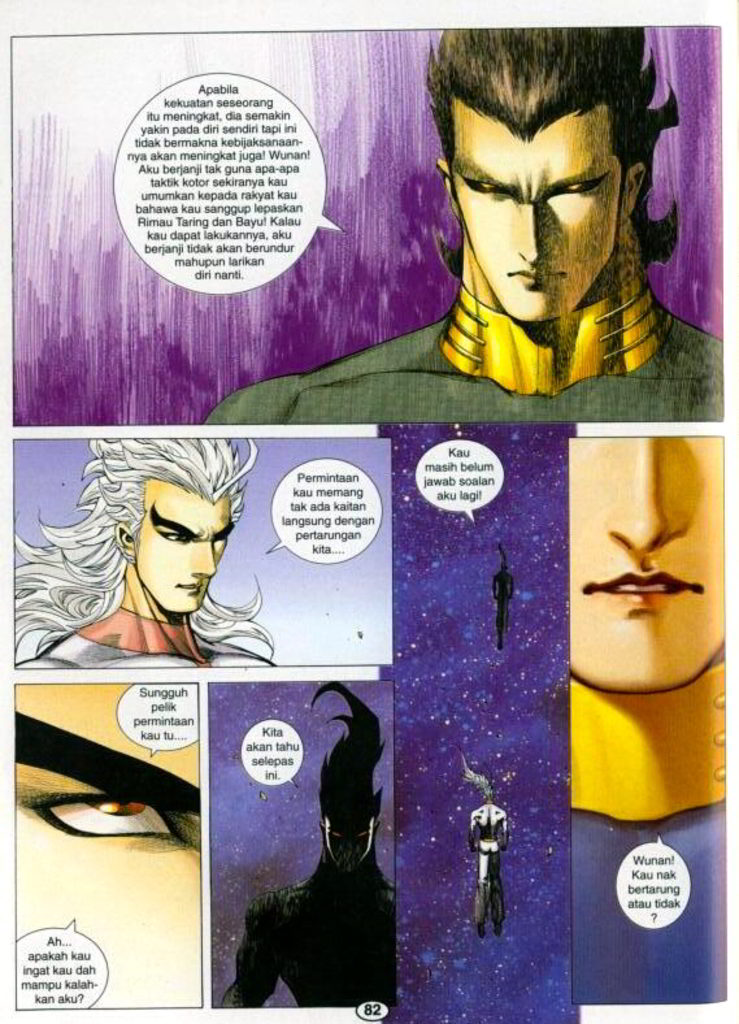 Apabila
kekuatan seseorang
itu meningkat, dia semakin
yakin pada diri sendiri tapi ini
tidak bermakna kebijaksanaan-
nya akan meningkat juga! Wunan!
Aku berjanji tak guna apa-apa
taktik kotor sekiranya kau
umumkan kepada rakyat kau
bahawa kau sanggup lepaskan
Rimau Taring dan Bayu! Kalau
kau dapat lakukannya, aku
berjanji tidak akan berundur
mahupun larikan
diri nanti.
Permintaan
kau memang
tak ada kaitan
langsung dengan
pertarungan
kita....
Kau
masih belum
jawab soalan
aku lagi!
Sungguh
pelik
permintaan
kau tu....
Ah...
apakah kau
ingat kau dah
mampu kalah-
kan aku?
Kita
akan tahu
selepas
ini.
Wunan!
Kau nak
bertarung
atau tidak
?
82